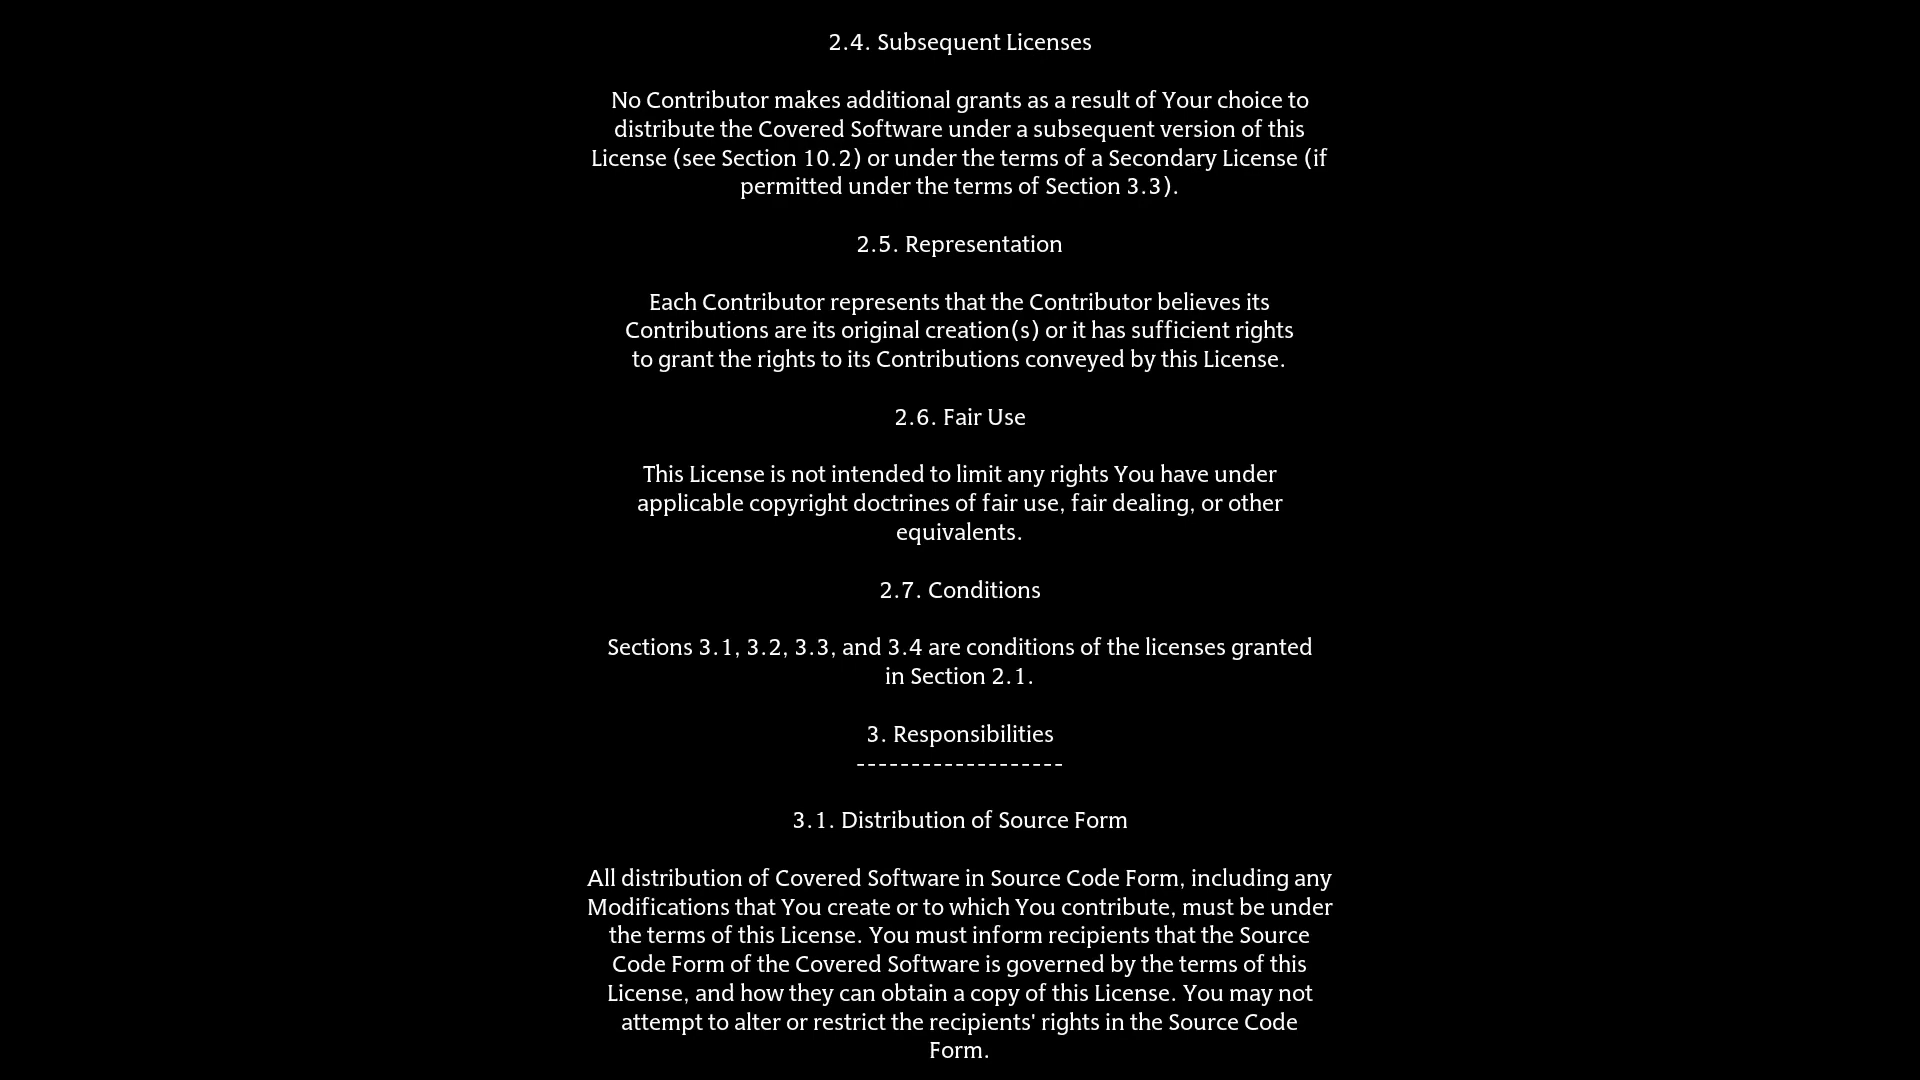 2.4. Subsequent Licenses
No Contributor makes additional grants as a result of Your choice to
distribute the Covered Software under a subsequent version of this
License (see Section 10.2) or under the terms of a Secondary License (if
permitted under the terms of Section 3.3).
2.5. Representation
Each Contributor represents that the Contributor believes its
Contributions are its original creation(s) or it has sufficient rights
to grant the rights to its Contributions conveyed by this License.
2.6. Fair Use
This License is not intended to limit any rights You have under
applicable copyright doctrines of fair use, fair dealing, or other
equivalents.
2.7. Conditions
Sections 3.1, 3.2, 3.3, and 3.4 are conditions of the licenses granted
in Section 2.1.
3. Responsibilities
-------------------
3.1. Distribution of Source Form
All distribution of Covered Software in Source Code Form, including any
Modifications that You create or to which You contribute, must be under
the terms of this License. You must inform recipients that the Source
Code Form of the Covered Software is governed by the terms of this
License, and how they can obtain a copy of this License. You may not
attempt to alter or restrict the recipients' rights in the Source Code
Form.